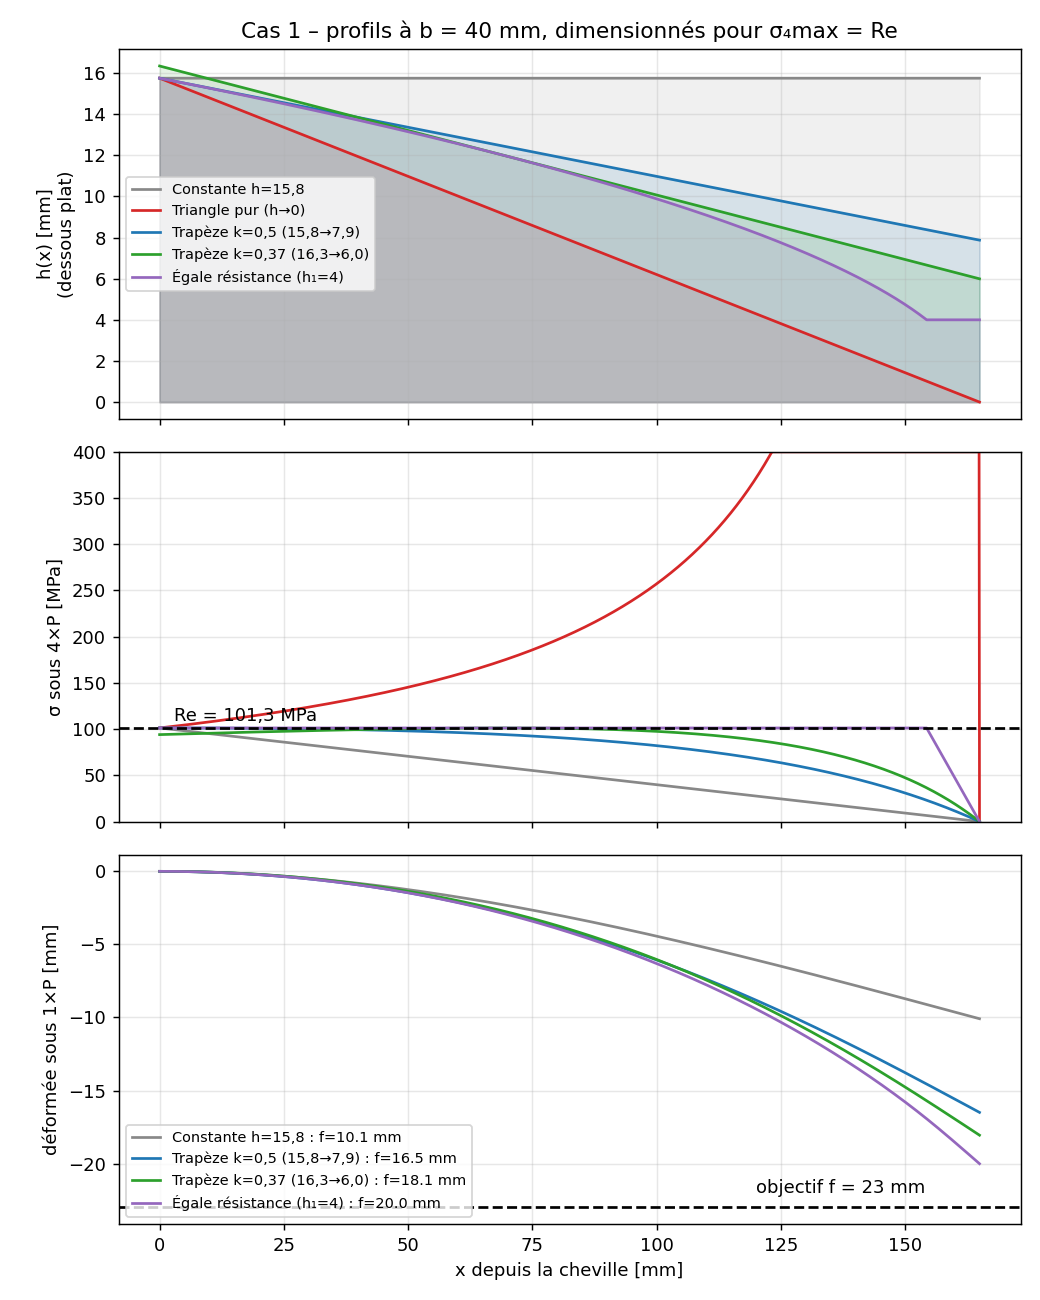 Cas 1 – profils à b = 40 mm, dimensionnés pour σ₄max = Re
16
14
12
10
8
6
4
2
0
h(x) [mm]
(dessous plat)
Constante h=15,8
Triangle pur (h→0)
Trapèze k=0,5 (15,8→7,9)
Trapèze k=0,37 (16,3→6,0)
Égale résistance (h₁=4)
400
350
300
250
200
150
100
50
0
σ sous 4×P [MPa]
Re = 101,3 MPa
0
−5
−10
−15
−20
déformée sous 1×P [mm]
Constante h=15,8 : f=10.1 mm
Trapèze k=0,5 (15,8→7,9) : f=16.5 mm
Trapèze k=0,37 (16,3→6,0) : f=18.1 mm
Égale résistance (h₁=4) : f=20.0 mm
objectif f = 23 mm
0 25 50 75 100 125 150
x depuis la cheville [mm]